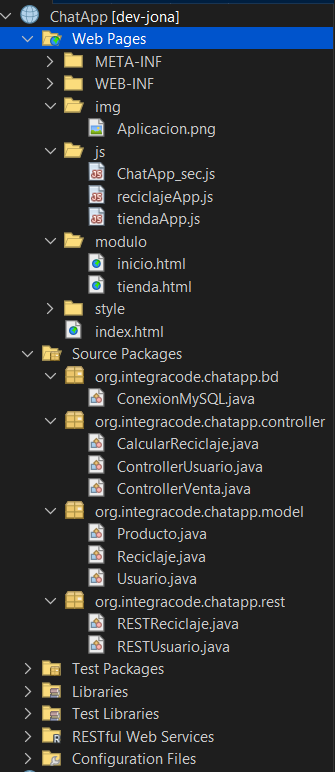 ChatApp [dev-jona]
Web Pages
META-INF
WEB-INF
img
Aplicacion.png
js
ChatApp_sec.js
reciclajeApp.js
tiendaApp.js
modulo
inicio.html
tienda.html
style
index.html
Source Packages
org.integracode.chatapp.bd
ConexionMySQL.java
org.integracode.chatapp.controller
CalcularReciclaje.java
ControllerUsuario.java
ControllerVenta.java
org.integracode.chatapp.model
Producto.java
Reciclaje.java
Usuario.java
org.integracode.chatapp.rest
RESTReciclaje.java
RESTUsuario.java
Test Packages
Libraries
Test Libraries
RESTful Web Services
Configuration Files